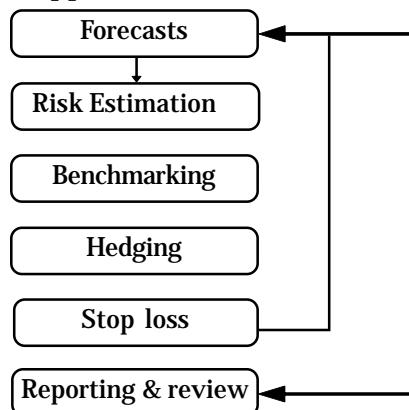 Forecasts
Risk Estimation
Benchmarking
Hedging
Stop loss
Reporting & review